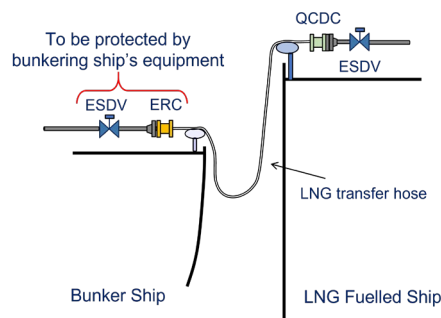 QCDC
To be protected by
bunkering ship's equipment
ESDV
ESDV
ERC
LNG transfer hose
Bunker Ship
LNG Fuelled Ship